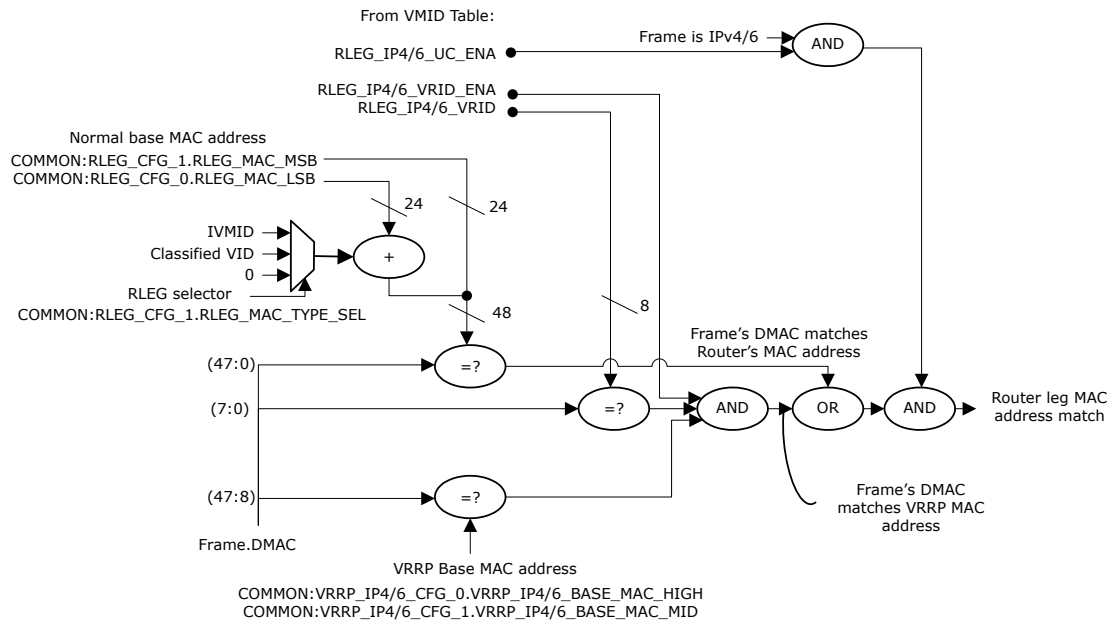 From VMID Table:
Frame is IPv4/6
AND
RLEG_IP4/6_UC_ENA
RLEG_IP4/6_VRID_ENA
RLEG_IP4/6_VRID
Normal base MAC address
COMMON:RLEG_CFG_1.RLEG_MAC_MSB
COMMON:RLEG_CFG_0.RLEG_MAC_LSB
24
24
IVMID
Classified VID
0
+
RLEG selector
COMMON:RLEG_CFG_1.RLEG_MAC_TYPE_SEL
48
8
Frame's DMAC matches
Router's MAC address
(47:0)
=?
(7:0)
=?
AND
OR
AND
Router leg MAC
address match
(47:8)
=?
Frame's DMAC
matches VRRP MAC
address
Frame.DMAC
VRRP Base MAC address
COMMON:VRRP_IP4/6_CFG_0.VRRP_IP4/6_BASE_MAC_HIGH
COMMON:VRRP_IP4/6_CFG_1.VRRP_IP4/6_BASE_MAC_MID